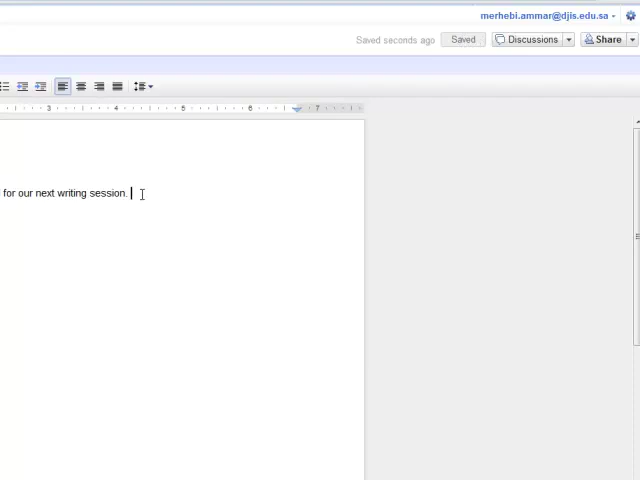 merhebi.ammar@djis.edu.sa
Saved seconds ago Saved Discussions Share
3 4 5 6 7
for our next writing session.